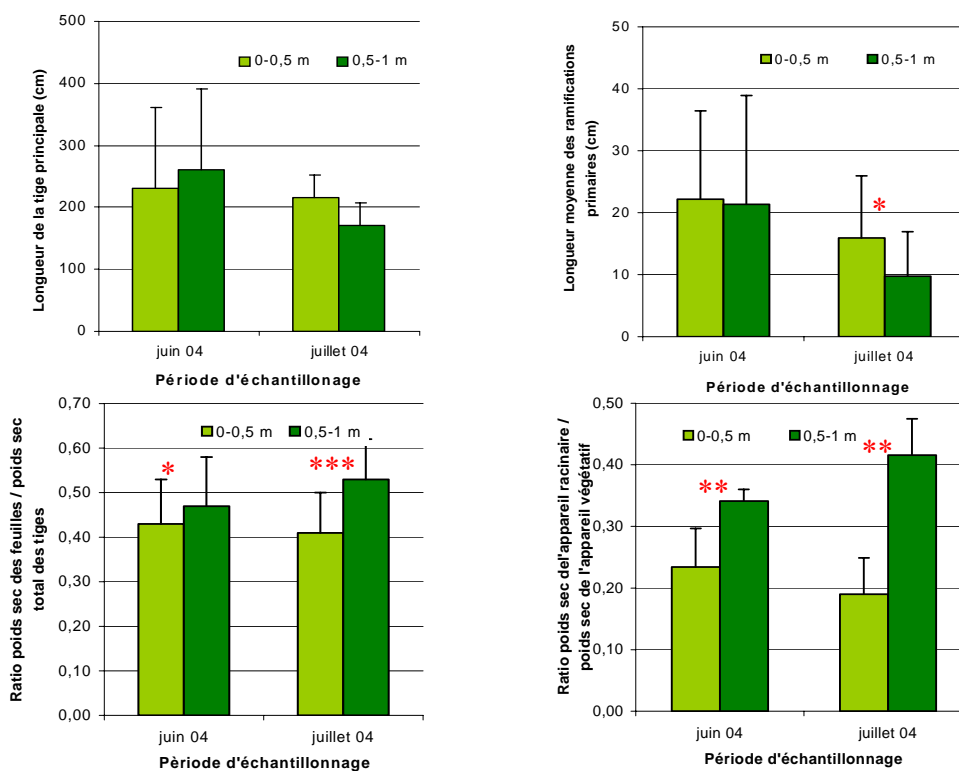 500
400
300
200
100
0
Longueur de la tige principale (cm)
0-0,5 m 0,5-1 m
juin 04 juillet 04
Période d'échantillonage
50
40
30
20
10
0
Longueur moyenne des ramifications
primaires (cm)
0-0,5 m 0,5-1 m
*
juin 04 juillet 04
Période d'échantillonnage
0,70
0,60
0,50
0,40
0,30
0,20
0,10
0,00
Ratio poids sec des feuilles / poids sec
total des tiges
0-0,5 m 0,5-1 m
* ***
juin 04 juillet 04
Pèriode d'échantillonnage
0,50
0,40
0,30
0,20
0,10
0,00
Ratio poids sec del'appareil racinaire /
poids sec de l'appareil végétatif
0-0,5 m 0,5-1 m
** **
juin 04 juillet 04
Période d'échantillonnage